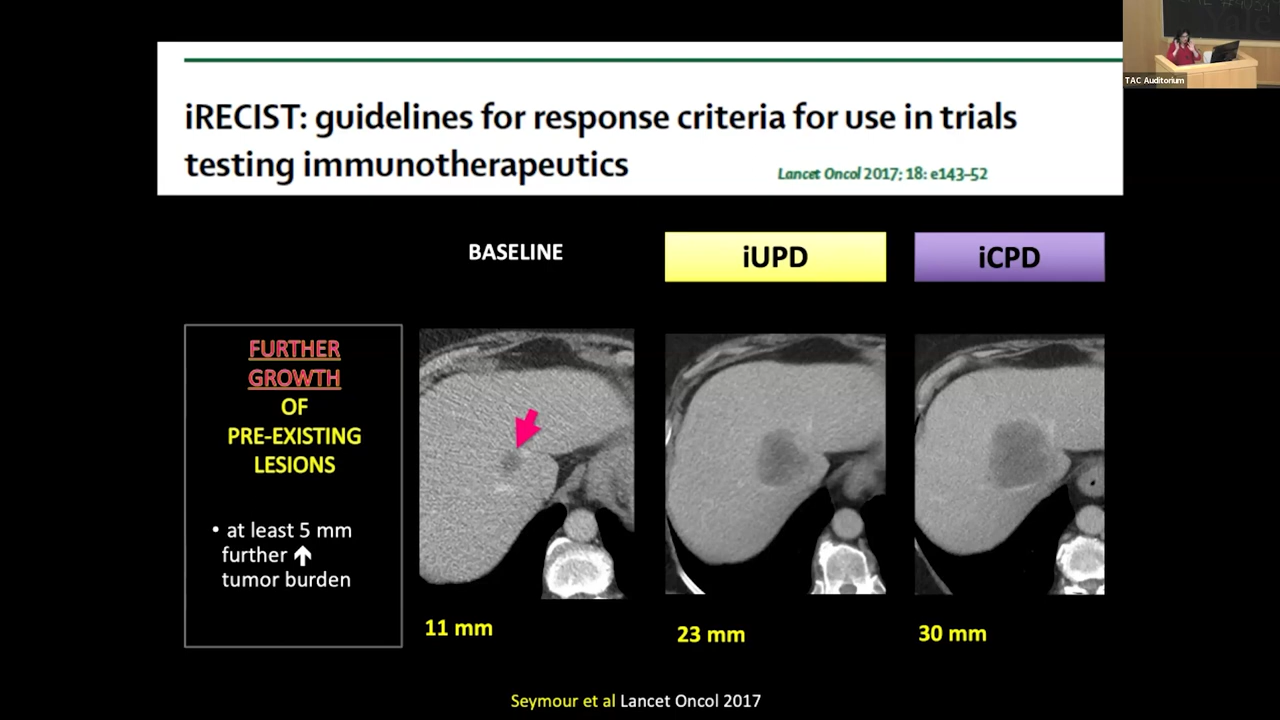 iRECIST: guidelines for response criteria for use in trials
testing immunotherapeutics
Lancet Oncol 2017; 18: e143–52
TAC Auditorium
BASELINE
iUPD
iCPD
FURTHER
GROWTH
OF
PRE-EXISTING
LESIONS
• at least 5 mm
further ↑
tumor burden
11 mm
23 mm
30 mm
Seymour et al Lancet Oncol 2017